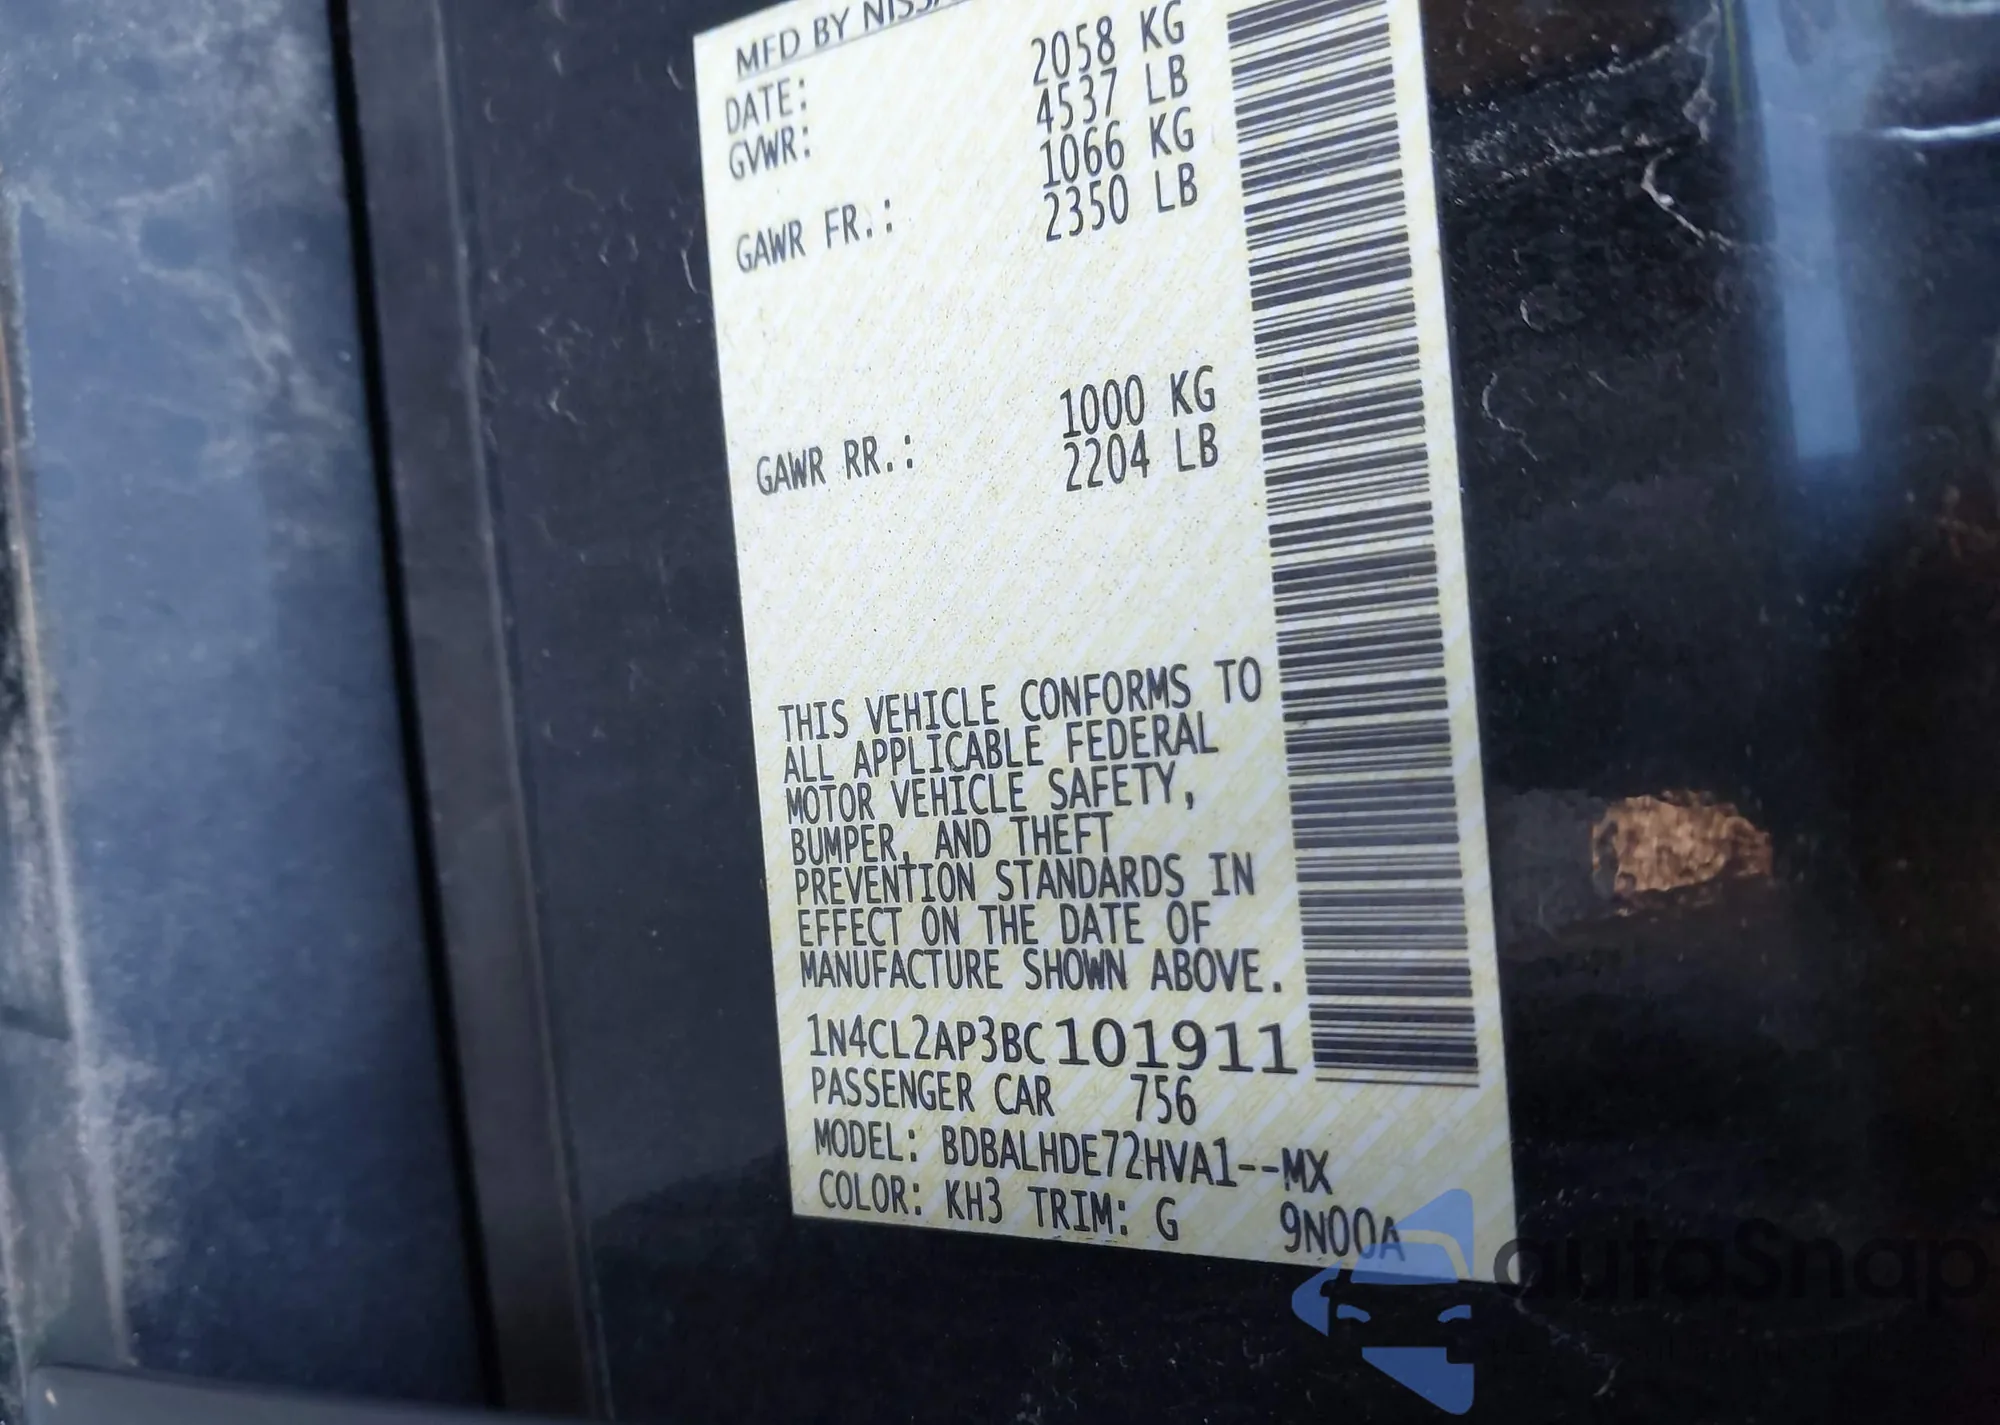 MFD BY NISSA
DATE:
GVWR: 2058 KG
4537 LB
GAWR FR.: 1066 KG
2350 LB
GAWR RR.: 1000 KG
2204 LB
THIS VEHICLE CONFORMS TO
ALL APPLICABLE FEDERAL
MOTOR VEHICLE SAFETY,
BUMPER, AND THEFT
PREVENTION STANDARDS IN
EFFECT ON THE DATE OF
MANUFACTURE SHOWN ABOVE.
1N4CL2AP3BC101911
PASSENGER CAR 756
MODEL: BDBALHDE72HVA1--MX
COLOR: KH3 TRIM: G 9N00A
autoSnap